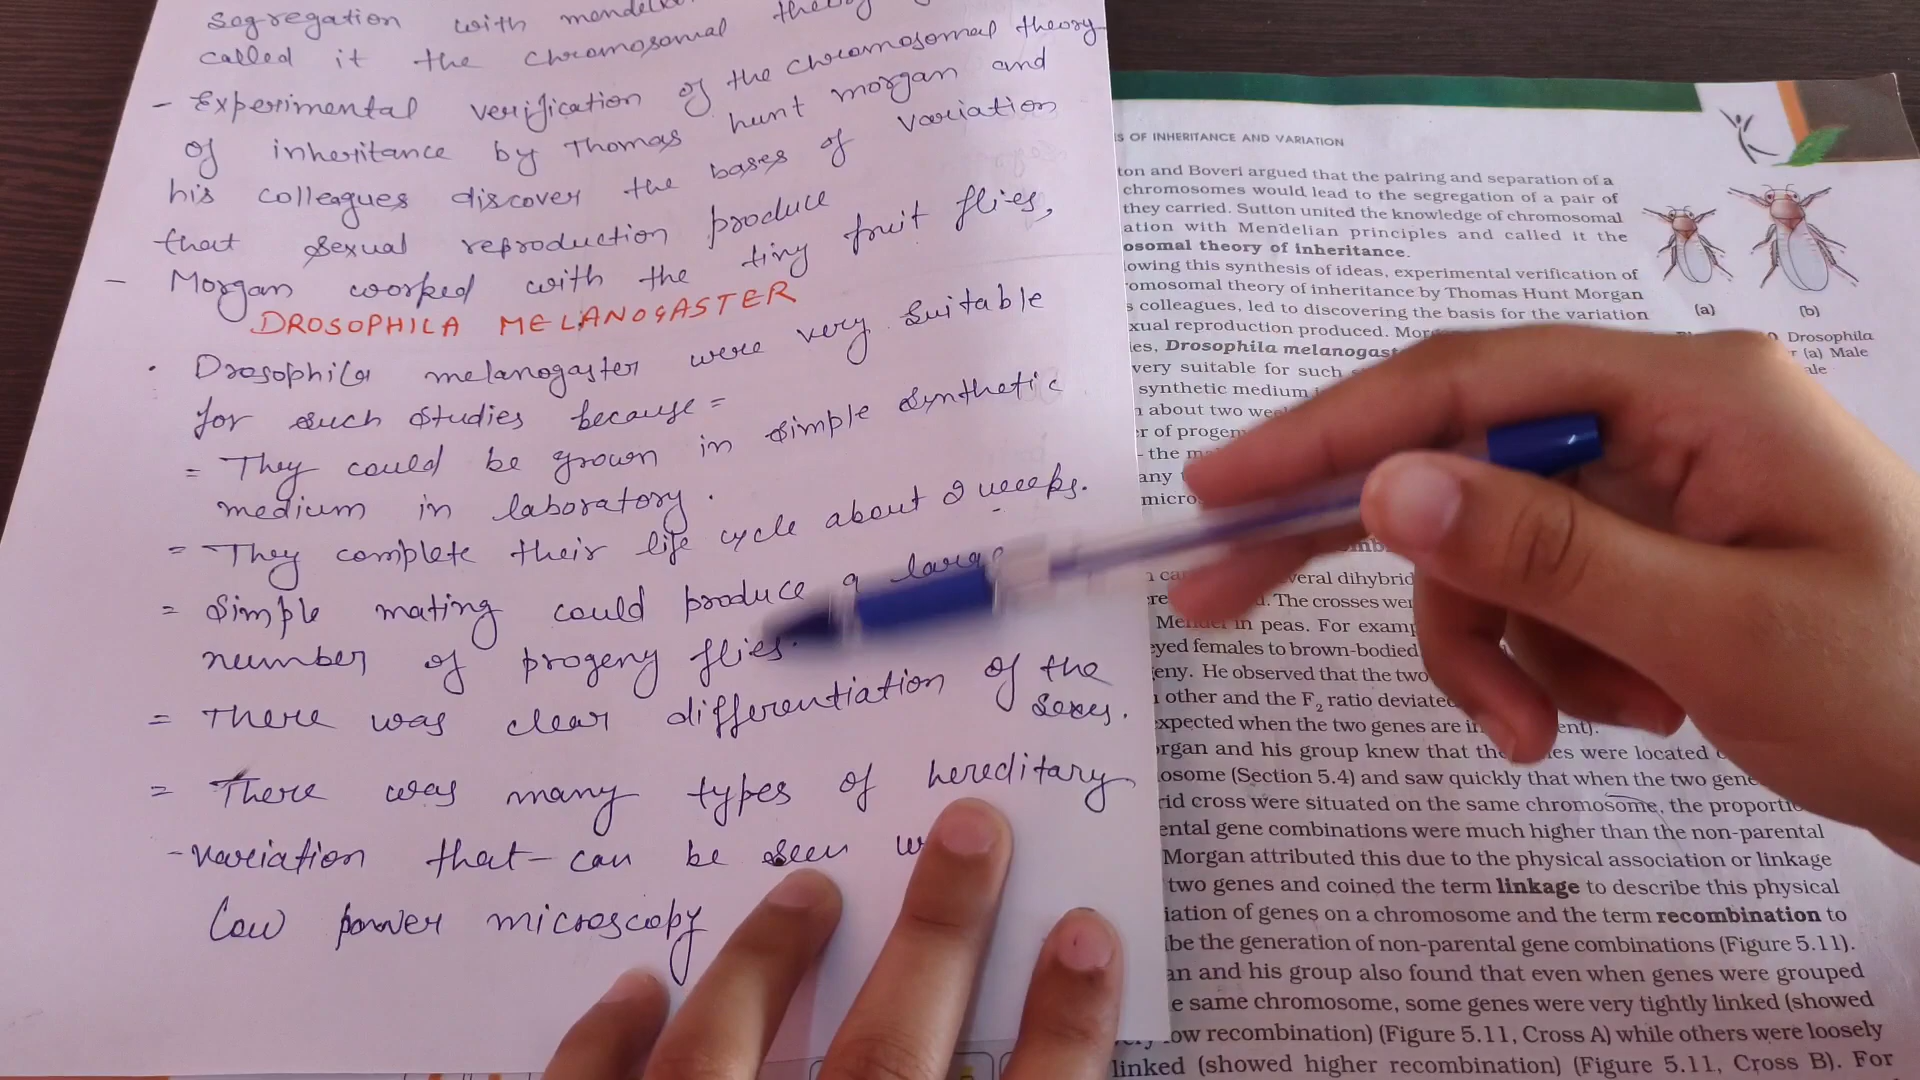 Segregation with
called it the chromosomal
- Experimental verification of the chromosomal theory
of inheritance by Thomas hunt morgan and
his colleagues discover the bases of variation
that sexual reproduction produce
- Morgan worked with the tiny fruit flies,
DROSOPHILA MELANOGASTER
. Drosophila melanogaster were very suitable
for such studies because =
= They could be grown in simple synthetic
medium in laboratory.
= They complete their life cycle about 2 weeks.
= Simple mating could produce a large
number of progeny flies.
= There was clear differentiation of the
sexes.
= There was many types of hereditary
-variation that can be seen
low power microscopy
S OF INHERITANCE AND VARIATION
ton and Boveri argued that the pairing and separation of a
chromosomes would lead to the segregation of a pair of
they carried. Sutton united the knowledge of chromosomal
ation with Mendelian principles and called it the
osomal theory of inheritance.
owing this synthesis of ideas, experimental verification of
omosomal theory of inheritance by Thomas Hunt Morgan
s colleagues, led to discovering the basis for the variation
xual reproduction produced.
es, Drosophila melanogast
very suitable for such
synthetic medium
about two
r of progen
- the
any
micro
(a)
(b)
Drosophila
(a) Male
ale
veral dihybrid
The crosses wer
in peas. For examp
eyed females to brown-bodied
eny. He observed that the two
other and the F2 ratio deviated
expected when the two genes are in
ent).
organ and his group knew that the were located
osome (Section 5.4) and saw quickly that when the two gene
rid cross were situated on the same chromosome, the proportio
ental gene combinations were much higher than the non-parental
Morgan attributed this due to the physical association or linkage
two genes and coined the term linkage to describe this physical
iation of genes on a chromosome and the term recombination to
be the generation of non-parental gene combinations (Figure 5.11).
an and his group also found that even when genes were grouped
e same chromosome, some genes were very tightly linked (showed
ow recombination) (Figure 5.11, Cross A) while others were loosely
linked (showed higher recombination) (Figure 5.11, Cross B). For